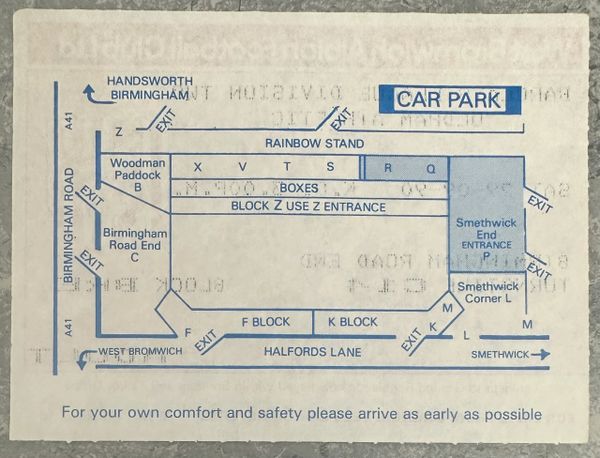 HANDSWORTH
BIRMINGHAM
CAR PARK
A41
Z
EXIT
EXIT
RAINBOW STAND
Woodman
Paddock
B
X V T S R Q
BOXES
BLOCK Z USE Z ENTRANCE
BIRMINGHAM ROAD
EXIT
EXIT
Birmingham
Road End
C
Smethwick
End
ENTRANCE
P
EXIT
EXIT
Smethwick
Corner L
M
F
EXIT
F BLOCK
K BLOCK
EXIT
K
L
M
A41
WEST BROMWICH
HALFORDS LANE
SMETHWICK
For your own comfort and safety please arrive as early as possible